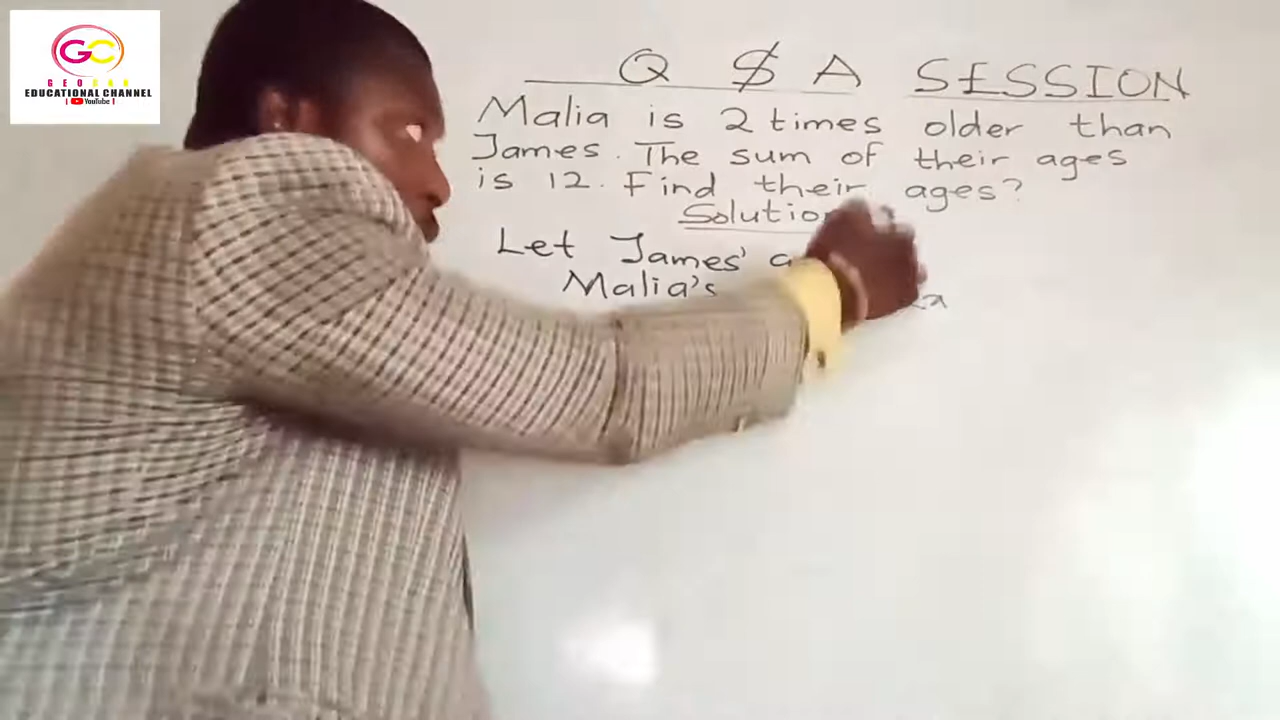 GC
EDUCATIONAL CHANNEL
YouTube
Q $ A SESSION
Malia is 2 times older than
James. The sum of their ages
is 12. Find their ages?
Let James'
Malia's